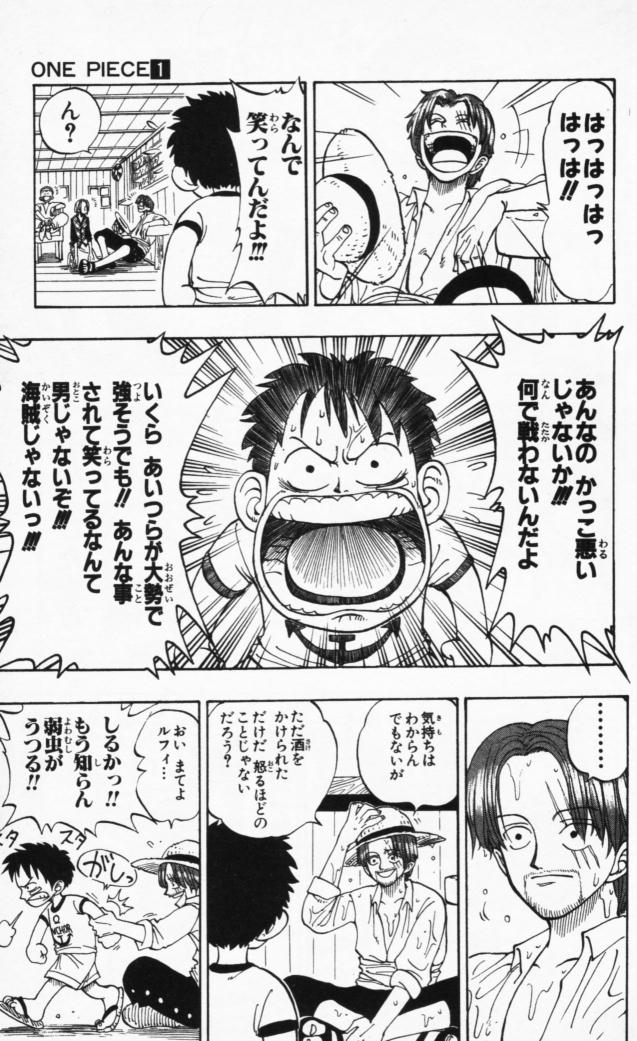 ONE PIECE 1
はっはっはっ
はっは!!
なんで
笑ってんだよ!!!
ん?
あんなの かっこ悪い
じゃないか!!!
何で戦わないんだよ
いくら あいつらが大勢で
強そうでも!! あんな事
されて笑ってるなんて
男じゃないぞ!!!
海賊じゃないっ!!!
………
気持ちは
わからん
でもないが
ただ酒を
かけられた
だけだ 怒るほどの
ことじゃない
だろう?
おい まてよ
ルフィ…
しるかっ!!
もう知らん
弱虫が
うつる!!
がしっ
スタ
スタ
ANCHOR